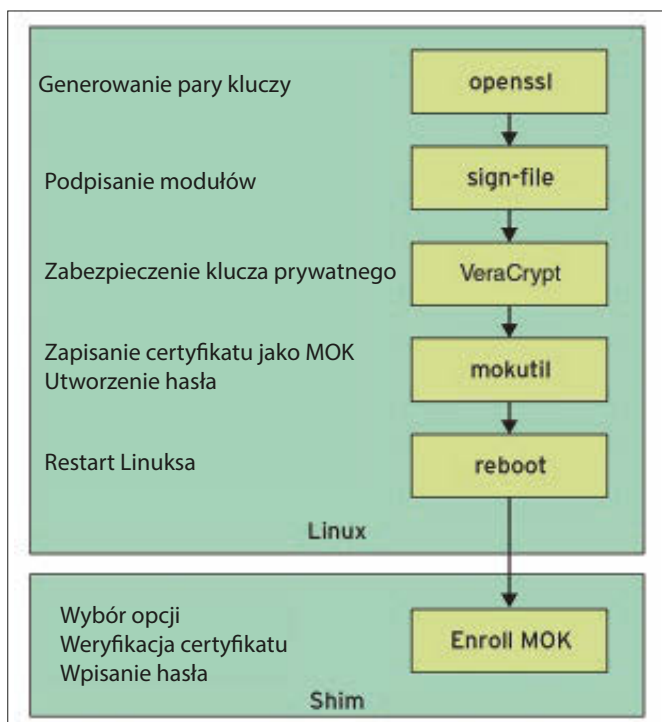 Generowanie pary kluczy
openssl
Podpisanie modułów
sign-file
Zabezpieczenie klucza prywatnego
VeraCrypt
Zapisanie certyfikatu jako MOK
Utworzenie hasła
mokutil
Restart Linuksa
reboot
Linux
Wybór opcji
Weryfikacja certyfikatu
Wpisanie hasła
Enroll MOK
Shim